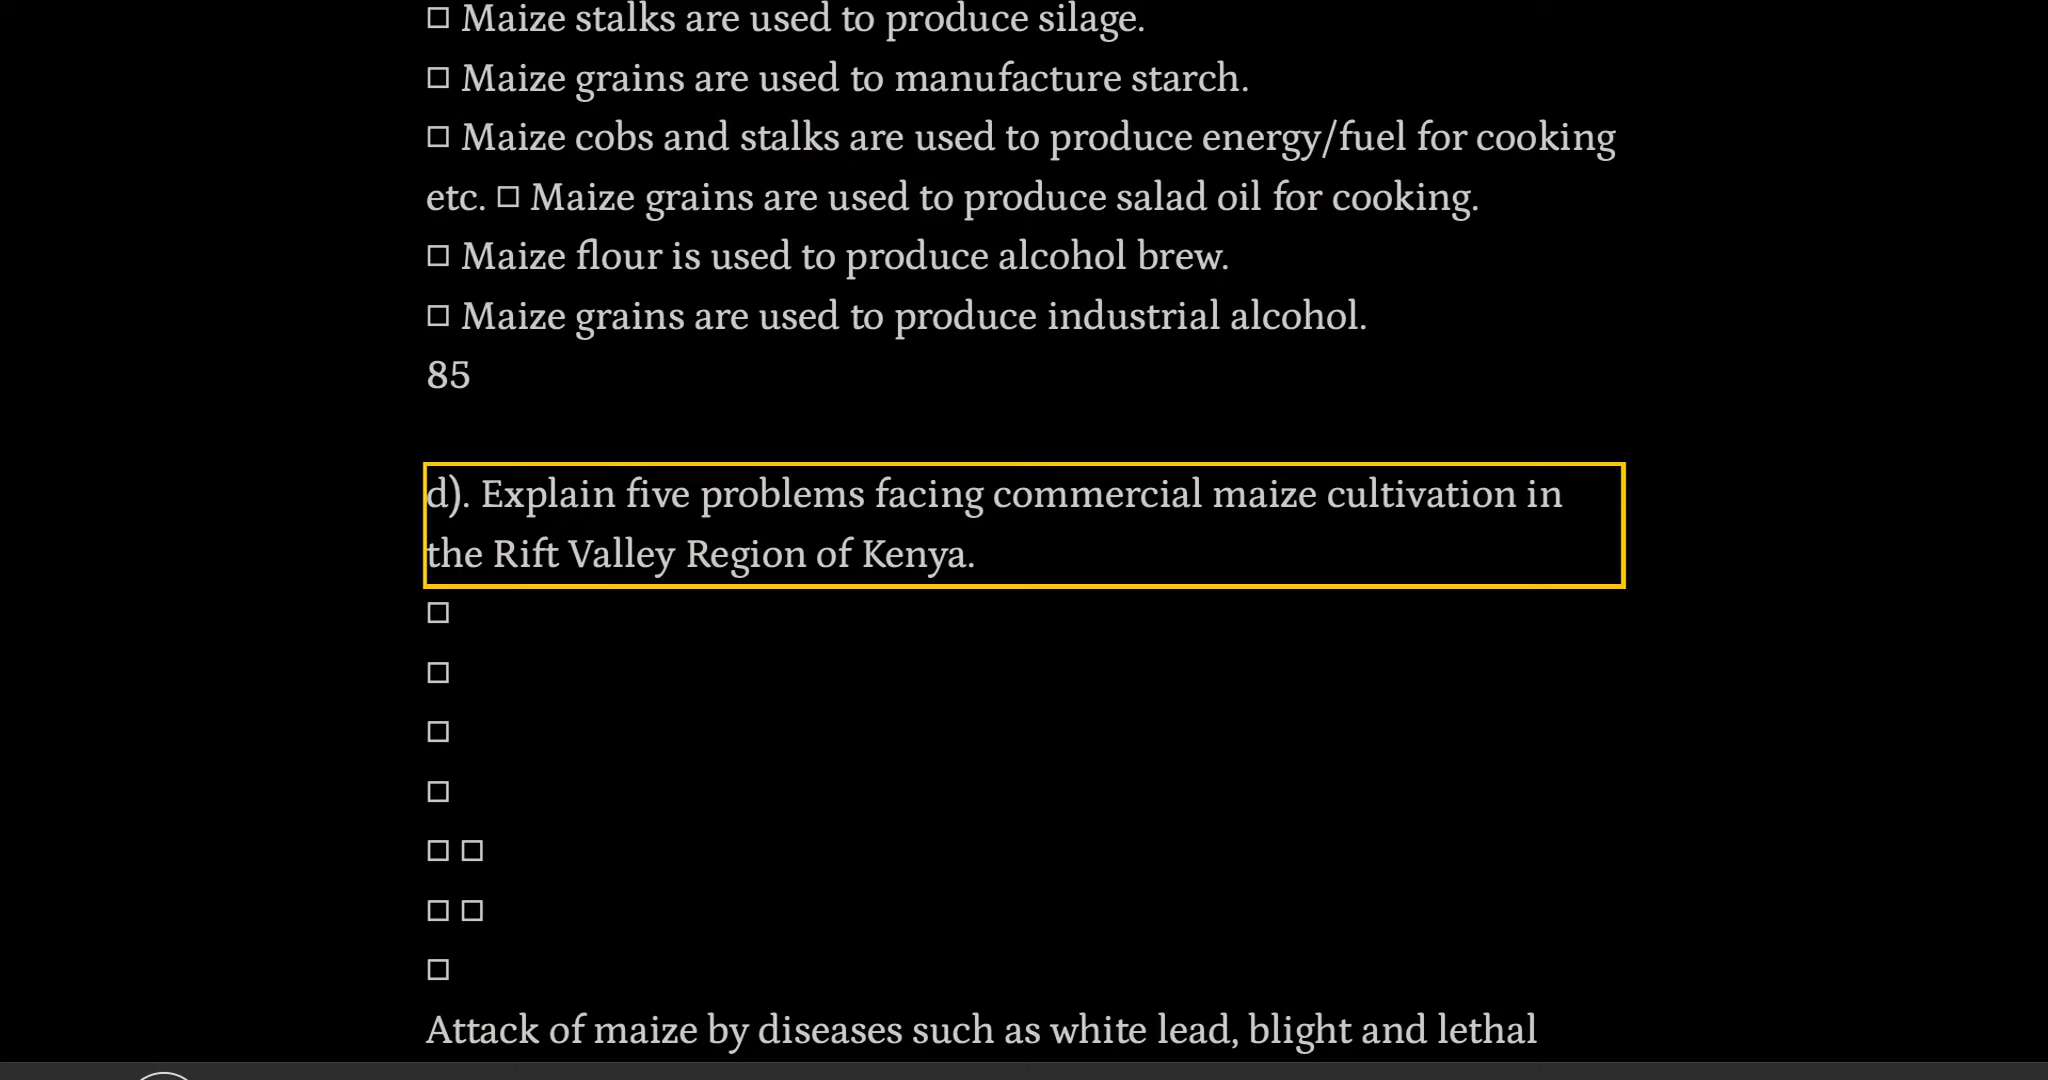 □ Maize stalks are used to produce silage.
□ Maize grains are used to manufacture starch.
□ Maize cobs and stalks are used to produce energy/fuel for cooking
etc. □ Maize grains are used to produce salad oil for cooking.
□ Maize flour is used to produce alcohol brew.
□ Maize grains are used to produce industrial alcohol.
85
d). Explain five problems facing commercial maize cultivation in
the Rift Valley Region of Kenya.
□
□
□
□
□ □
□ □
□
Attack of maize by diseases such as white lead, blight and lethal